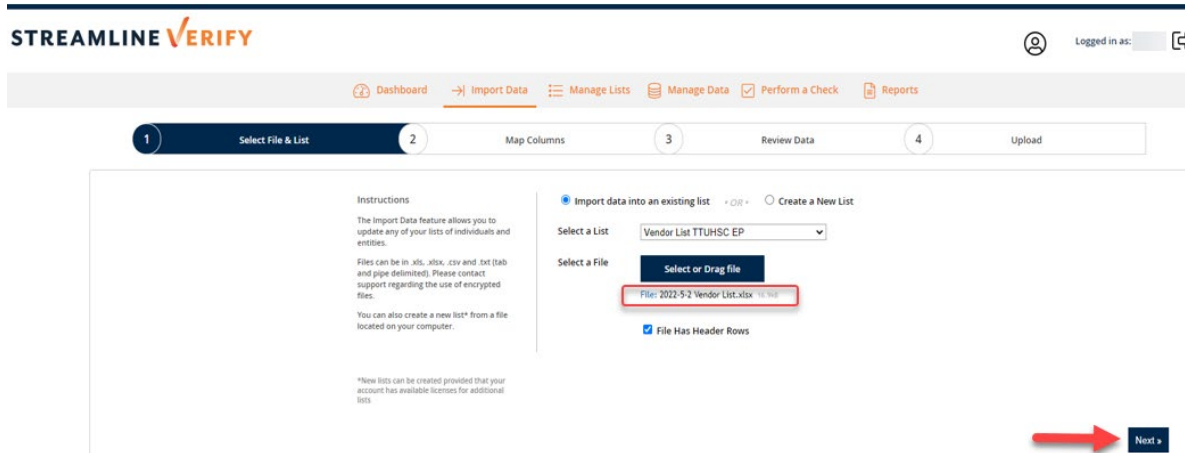 STREAMLINE VERIFY
Logged in as:
Dashboard Import Data Manage Lists Manage Data Perform a Check Reports
1 Select File & List 2 Map Columns 3 Review Data 4 Upload
Instructions
The Import Data feature allows you to
update any of your lists of individuals and
entities.
Files can be in .xls, .xlsx, .csv and .txt (tab
and pipe delimited). Please contact
support regarding the use of encrypted
files.
You can also create a new list* from a file
located on your computer.
*New lists can be created provided that your
account has available licenses for additional
lists
Import data into an existing list • OR • Create a New List
Select a List Vendor List TTUHSC EP
Select a File Select or Drag file
File: 2022-5-2 Vendor List.xlsx
File Has Header Rows
Next »